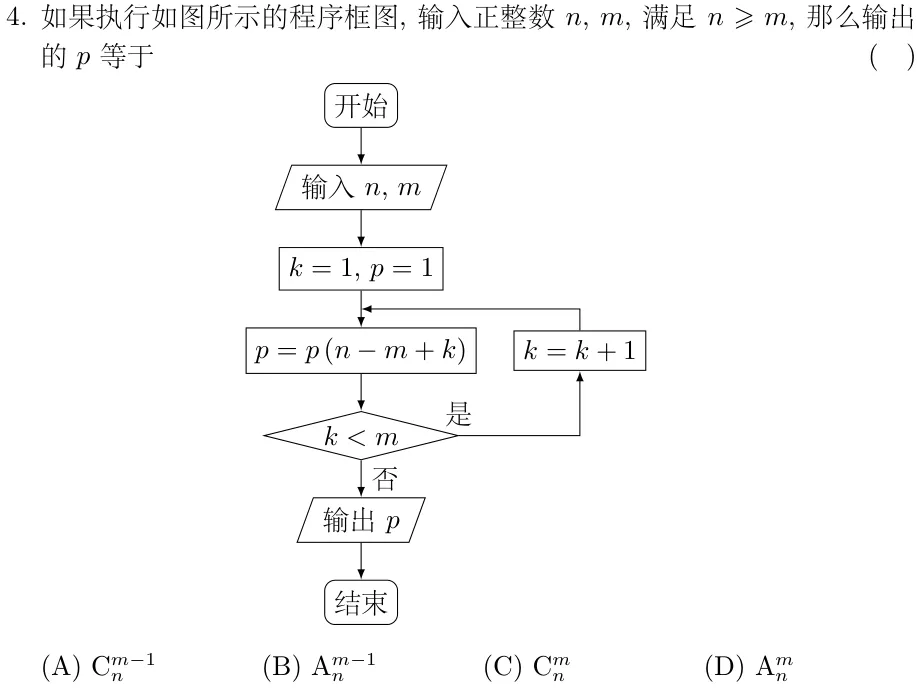 4. 如果执行如图所示的程序框图, 输入正整数 n, m, 满足 n ⩾ m, 那么输出
的 p 等于 ( )
开始
输入 n, m
k = 1, p = 1
p = p (n − m + k)
k = k + 1
是
k < m
否
输出 p
结束
(A) C_n^{m−1} (B) A_n^{m−1} (C) C_n^m (D) A_n^m